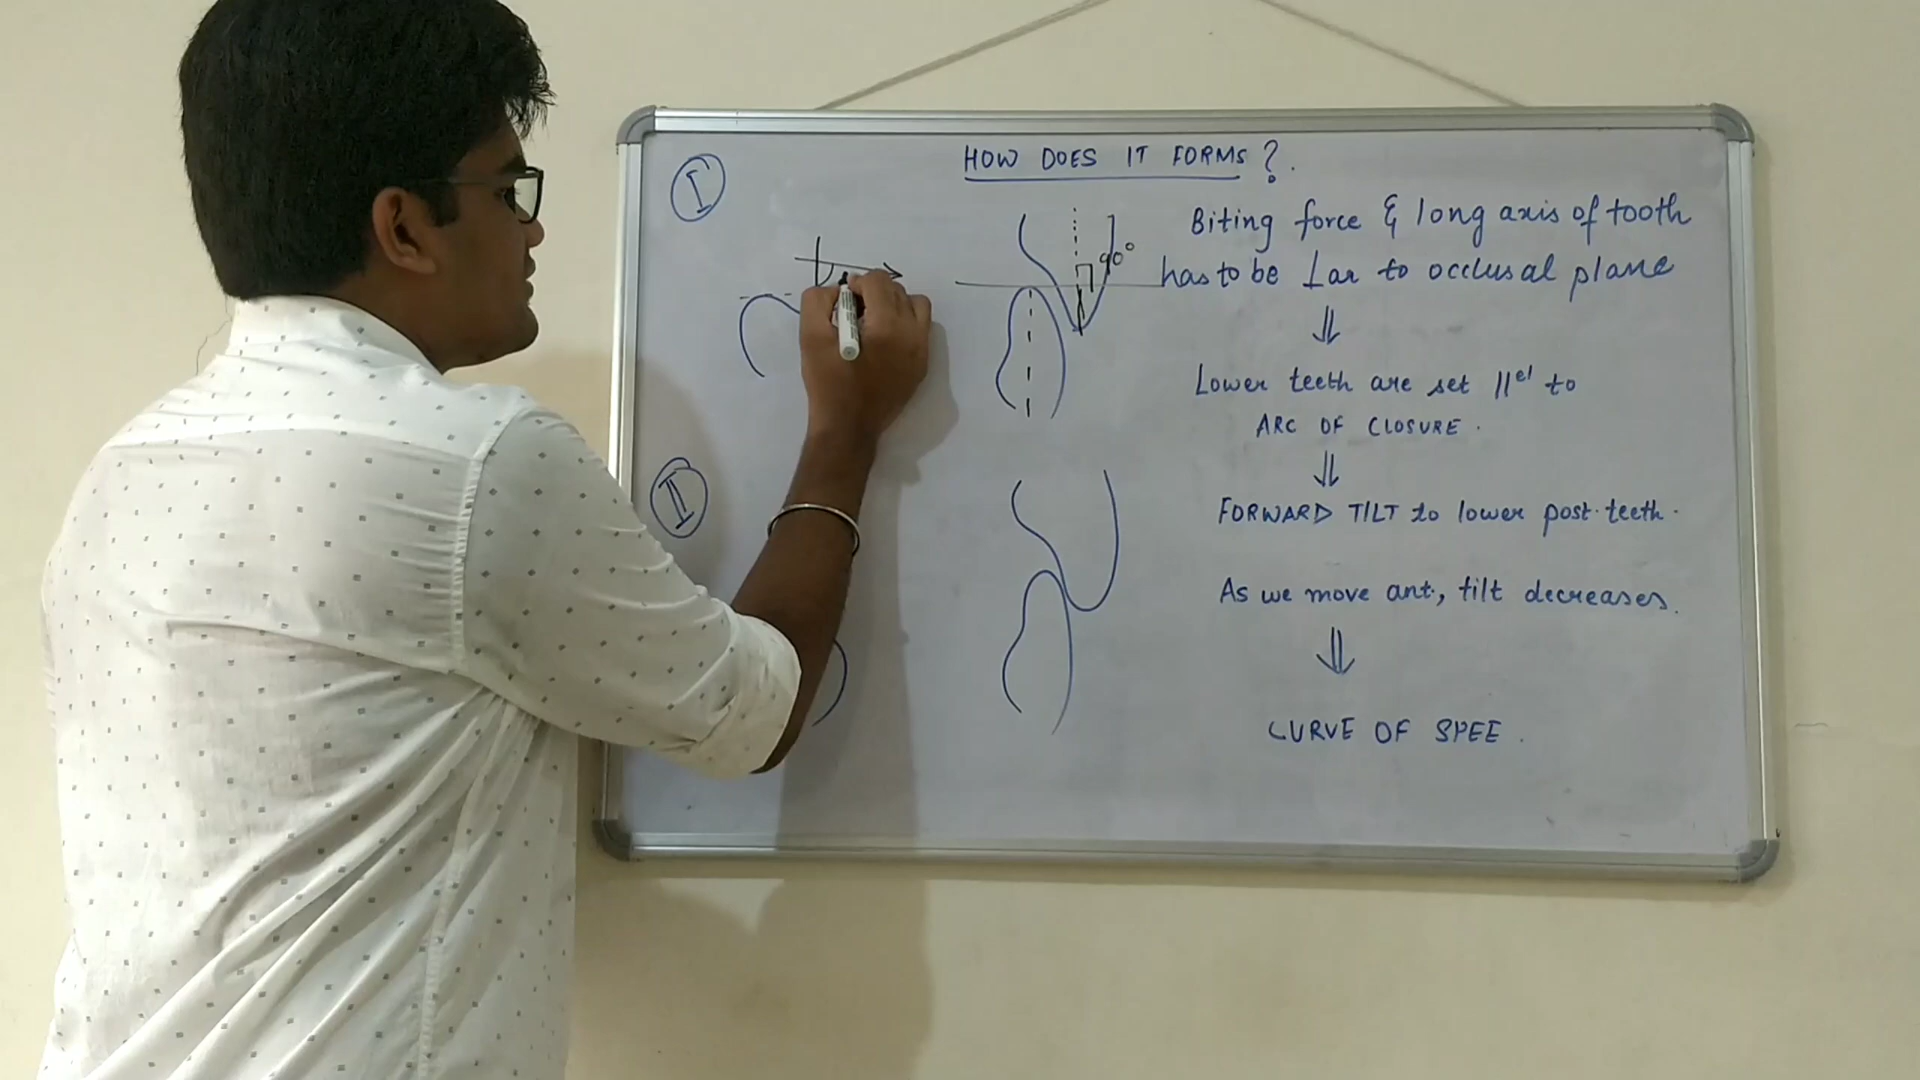 HOW DOES IT FORMS ?.
I
90°
Biting force & long axis of tooth
has to be ⊥ar to occlusal plane
⇓
Lower teeth are set ||el to
ARC OF CLOSURE .
⇓
FORWARD TILT to lower post. teeth .
II
As we move ant., tilt decreases.
⇓
CURVE OF SPEE .